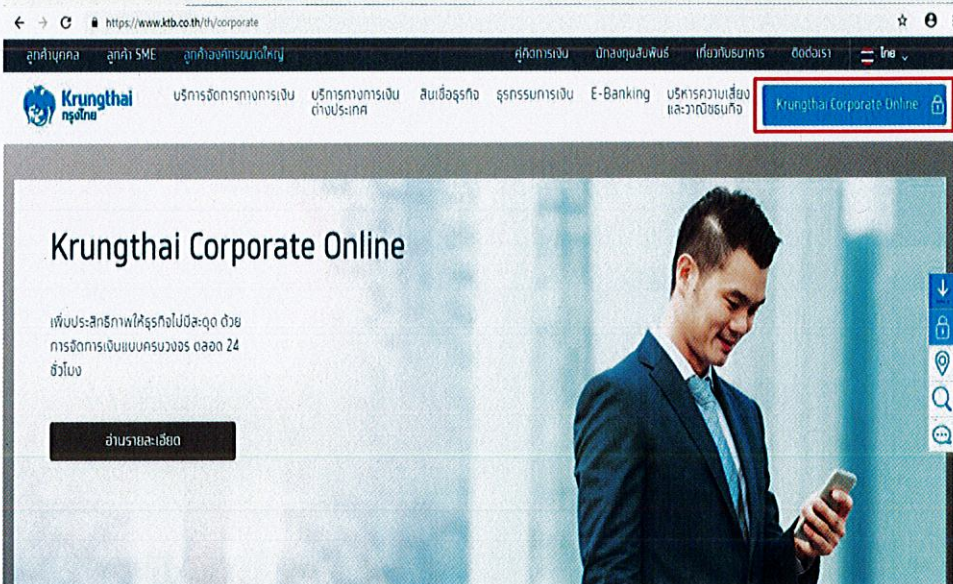 https://www.ktb.co.th/th/corporate
ลูกค้าบุคคล ลูกค้า SME ลูกค้าองค์กรขนาดใหญ่ คู่คิดการเงิน นักลงทุนสัมพันธ์ เกี่ยวกับธนาคาร ติดต่อเรา ไทย
Krungthai
กรุงไทย
บริการจัดการทางการเงิน
บริการทางการเงิน
ต่างประเทศ
สินเชื่อธุรกิจ
ธุรกรรมการเงิน
E-Banking
บริหารความเสี่ยง
และวาณิชธนกิจ
Krungthai Corporate Online
Krungthai Corporate Online
เพิ่มประสิทธิภาพให้ธุรกิจไม่มีสะดุด ด้วย
การจัดการเงินแบบครบวงจร ตลอด 24
ชั่วโมง
อ่านรายละเอียด